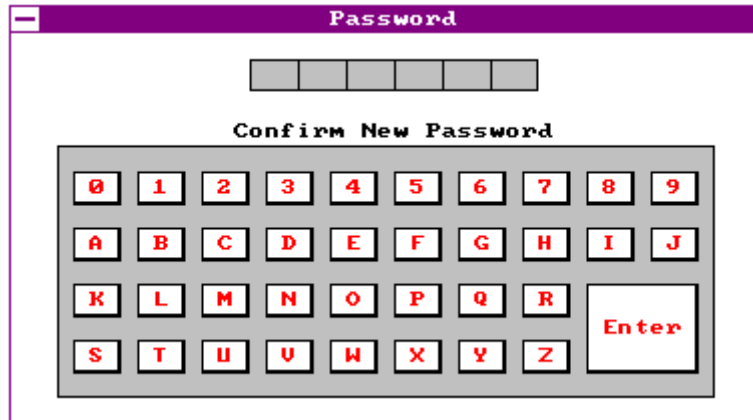 Password
Confirm New Password
0 1 2 3 4 5 6 7 8 9
A B C D E F G H I J
K L M N O P Q R
Enter
S T U V W X Y Z